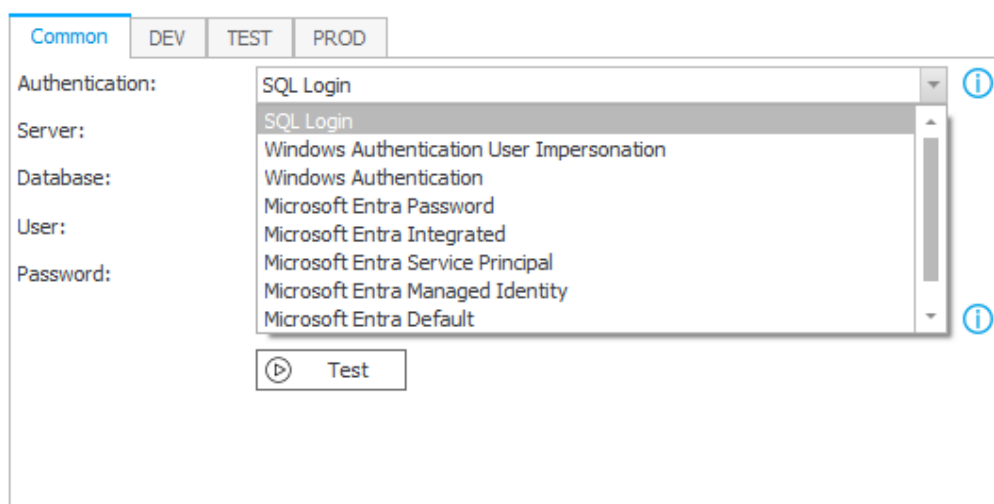 Common DEV TEST PROD
Authentication: SQL Login
SQL Login
Server:
Windows Authentication User Impersonation
Database: Windows Authentication
Microsoft Entra Password
User: Microsoft Entra Integrated
Microsoft Entra Service Principal
Password:
Microsoft Entra Managed Identity
Microsoft Entra Default
Test